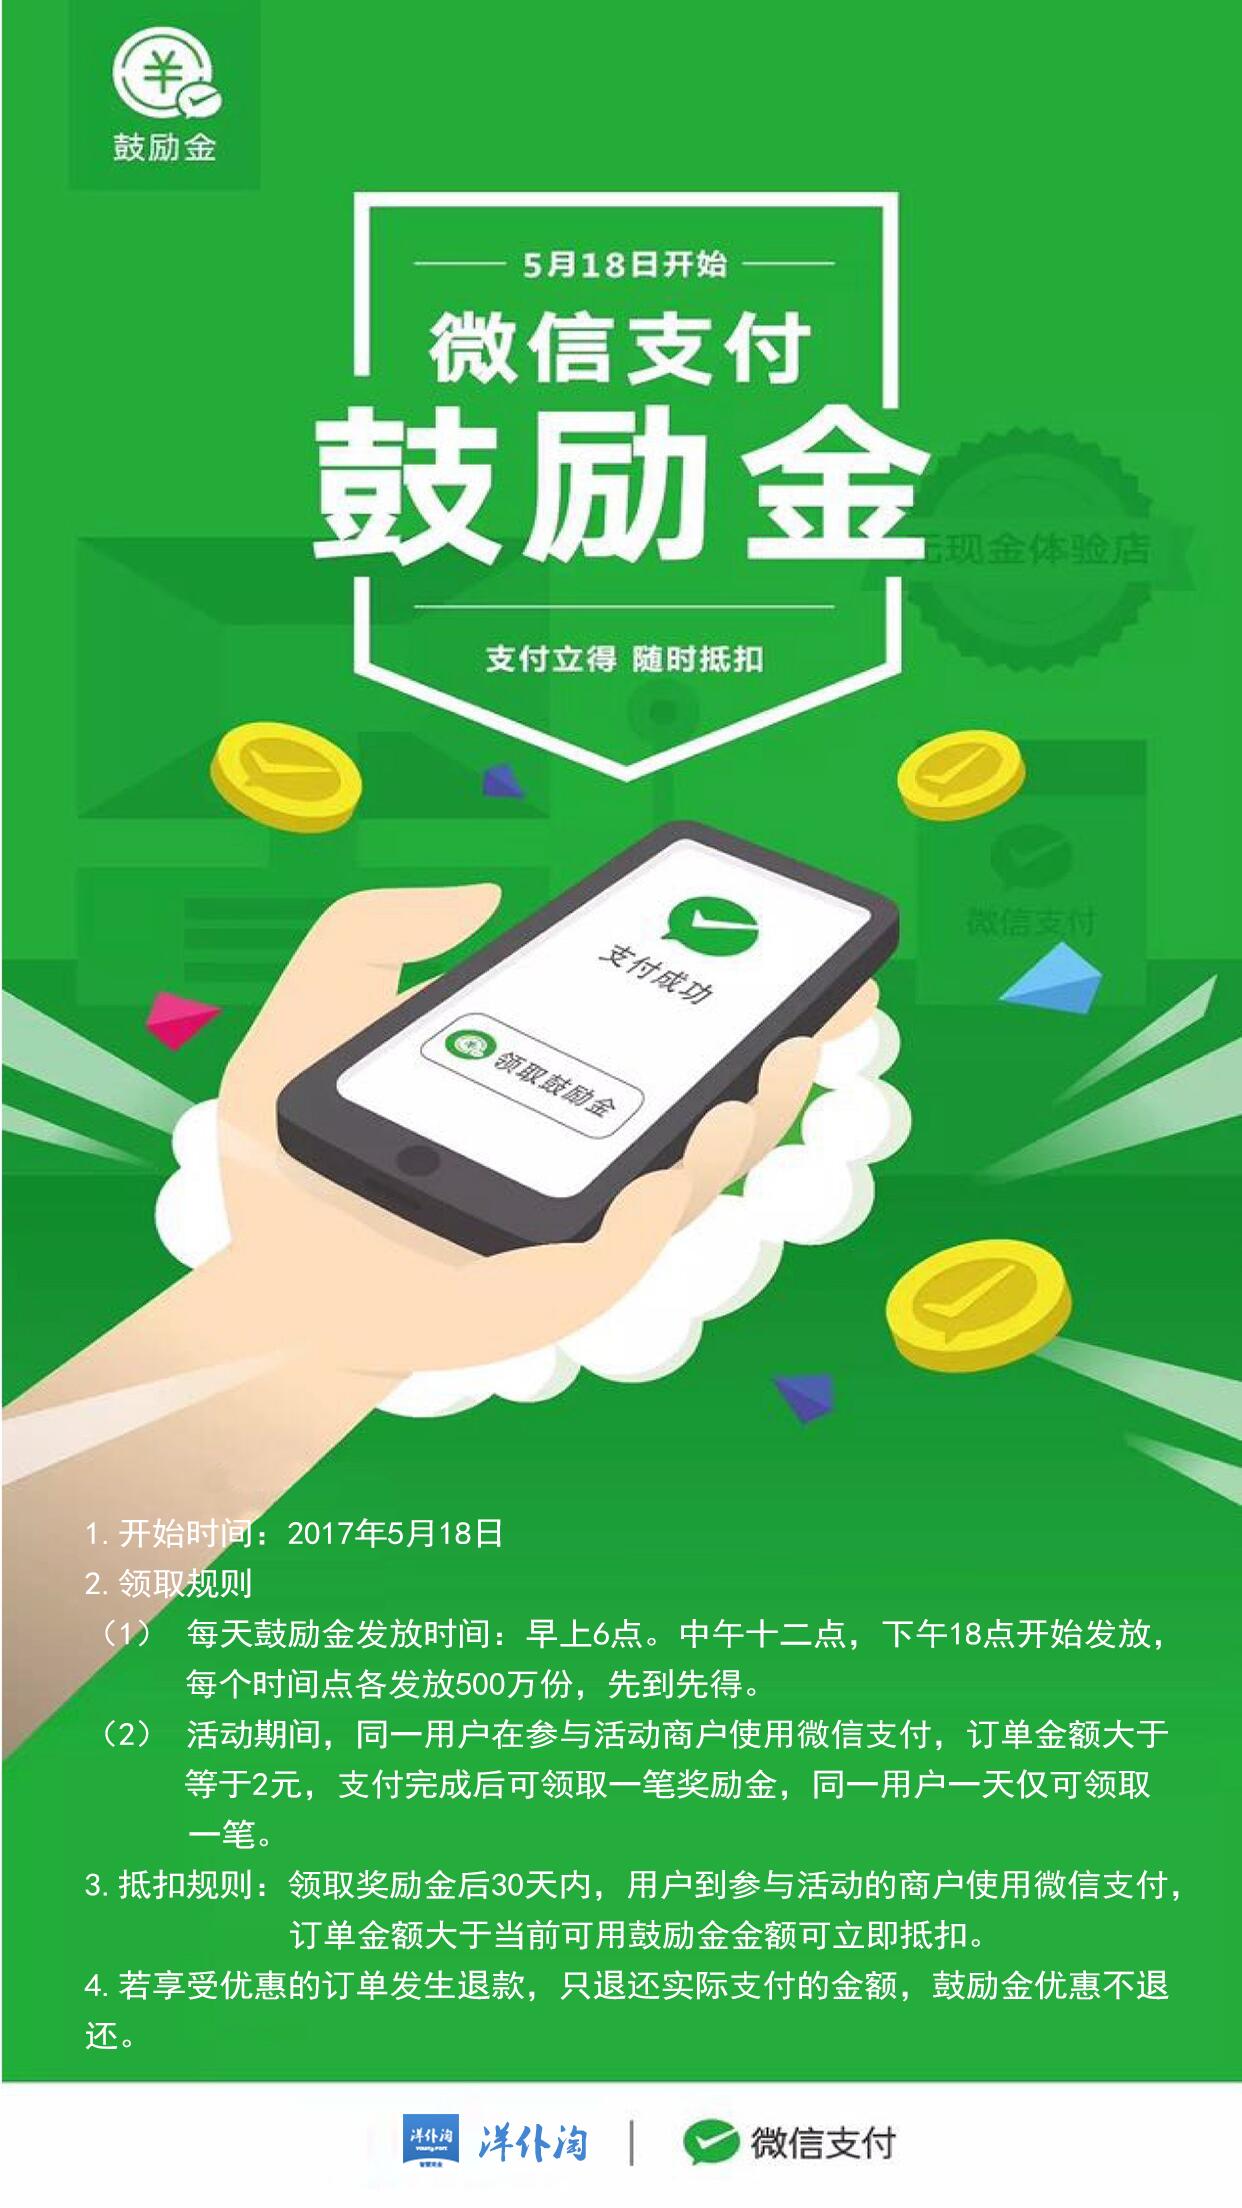 鼓励金
5月18日开始
微信支付
鼓励金
无现金体验店
支付立得 随时抵扣
微信支付
支付成功
领取鼓励金
1.开始时间：2017年5月18日
2.领取规则
（1） 每天鼓励金发放时间：早上6点。中午十二点，下午18点开始发放，
每个时间点各发放500万份，先到先得。
（2） 活动期间，同一用户在参与活动商户使用微信支付，订单金额大于
等于2元，支付完成后可领取一笔奖励金，同一用户一天仅可领取
一笔。
3.抵扣规则：领取奖励金后30天内，用户到参与活动的商户使用微信支付，
订单金额大于当前可用鼓励金金额可立即抵扣。
4.若享受优惠的订单发生退款，只退还实际支付的金额，鼓励金优惠不退
还。
洋仆淘
洋仆淘
微信支付